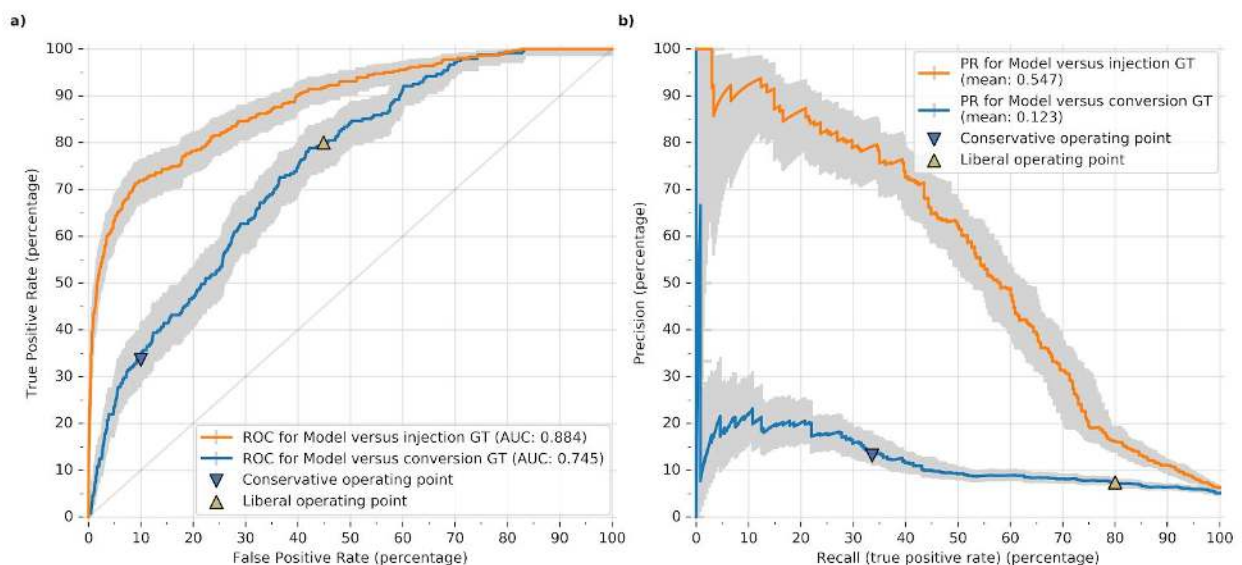 a)
100
90
80
70
60
50
40
30
20
10
0
True Positive Rate (percentage)
0 10 20 30 40 50 60 70 80 90 100
False Positive Rate (percentage)
ROC for Model versus injection GT (AUC: 0.884)
ROC for Model versus conversion GT (AUC: 0.745)
Conservative operating point
Liberal operating point
b)
100
90
80
70
60
50
40
30
20
10
0
Precision (percentage)
0 10 20 30 40 50 60 70 80 90 100
Recall (true positive rate) (percentage)
PR for Model versus injection GT
(mean: 0.547)
PR for Model versus conversion GT
(mean: 0.123)
Conservative operating point
Liberal operating point